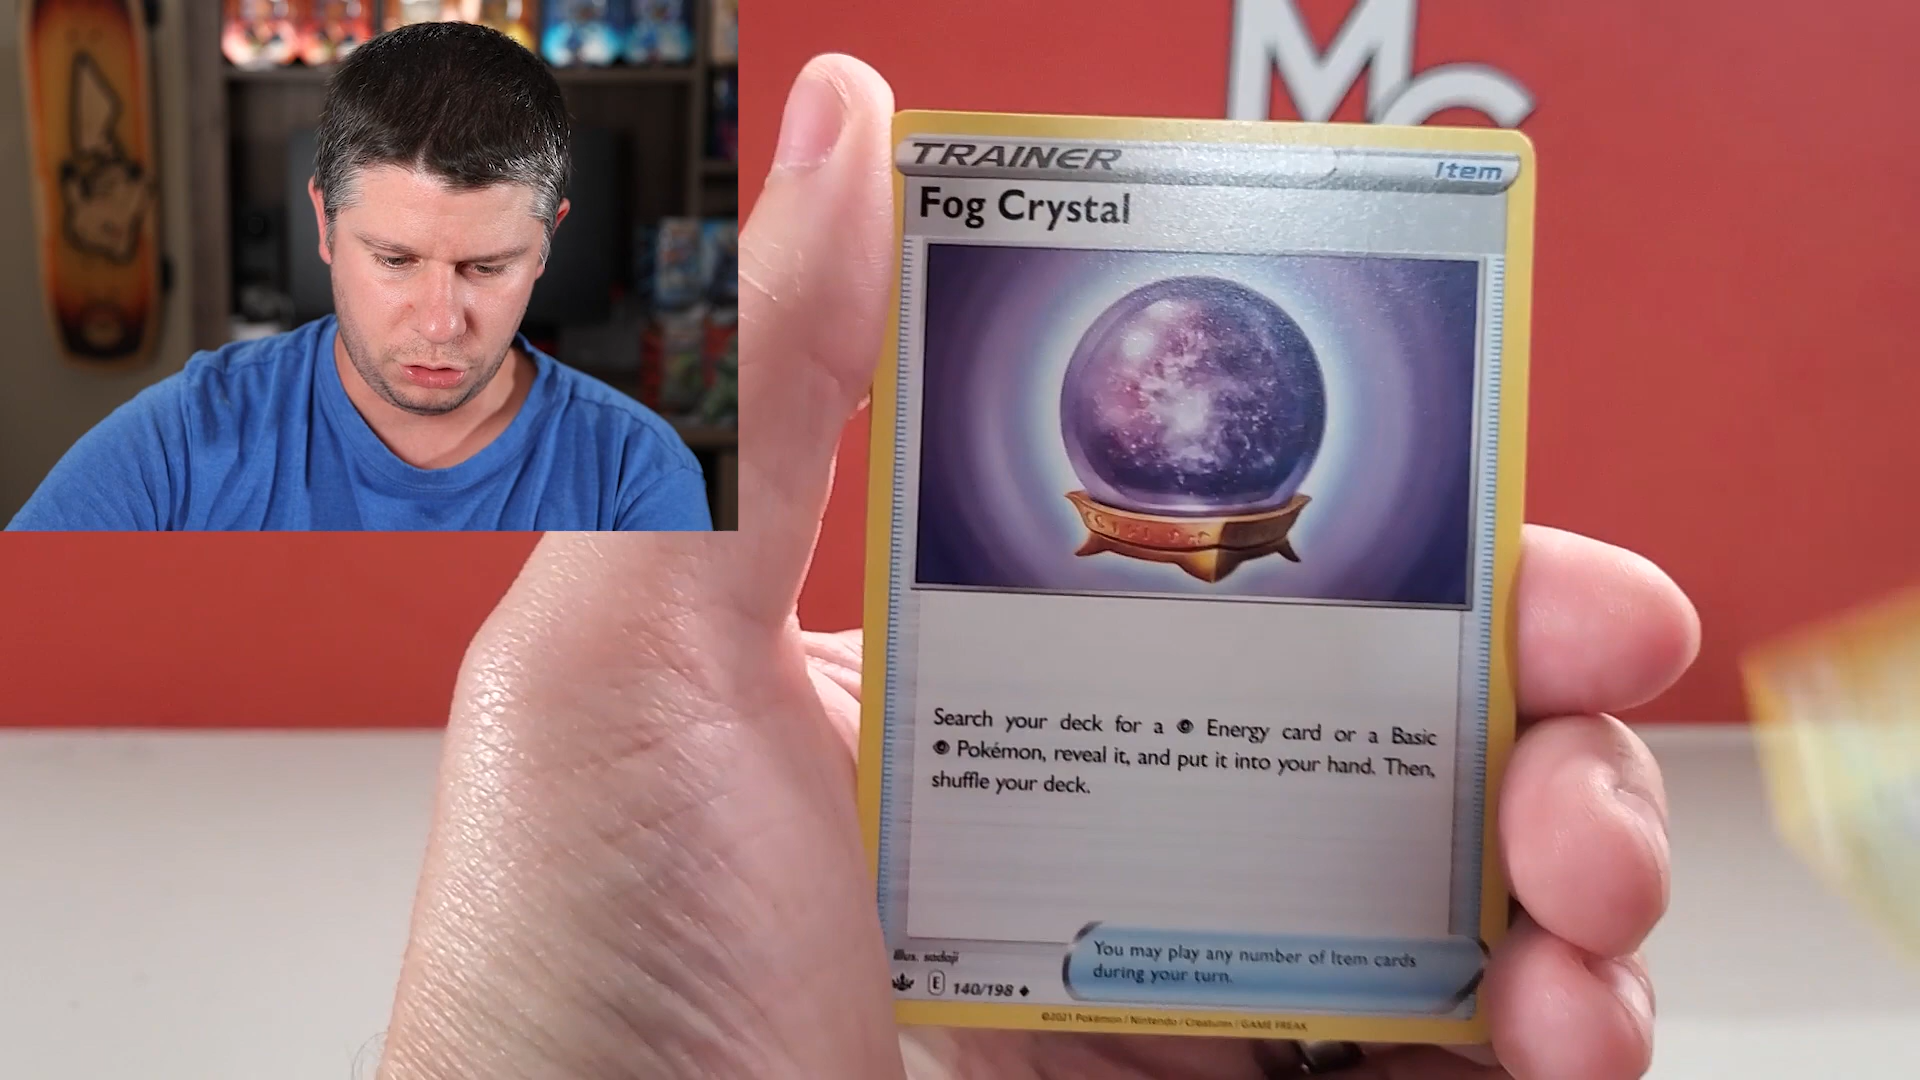 MC
TRAINER
Item
Fog Crystal
Search your deck for a Energy card or a Basic
Pokémon, reveal it, and put it into your hand. Then,
shuffle your deck.
You may play any number of Item cards
during your turn.
Illus. sadaji
E 140/198
©2021 Pokémon / Nintendo / Creatures / GAME FREAK